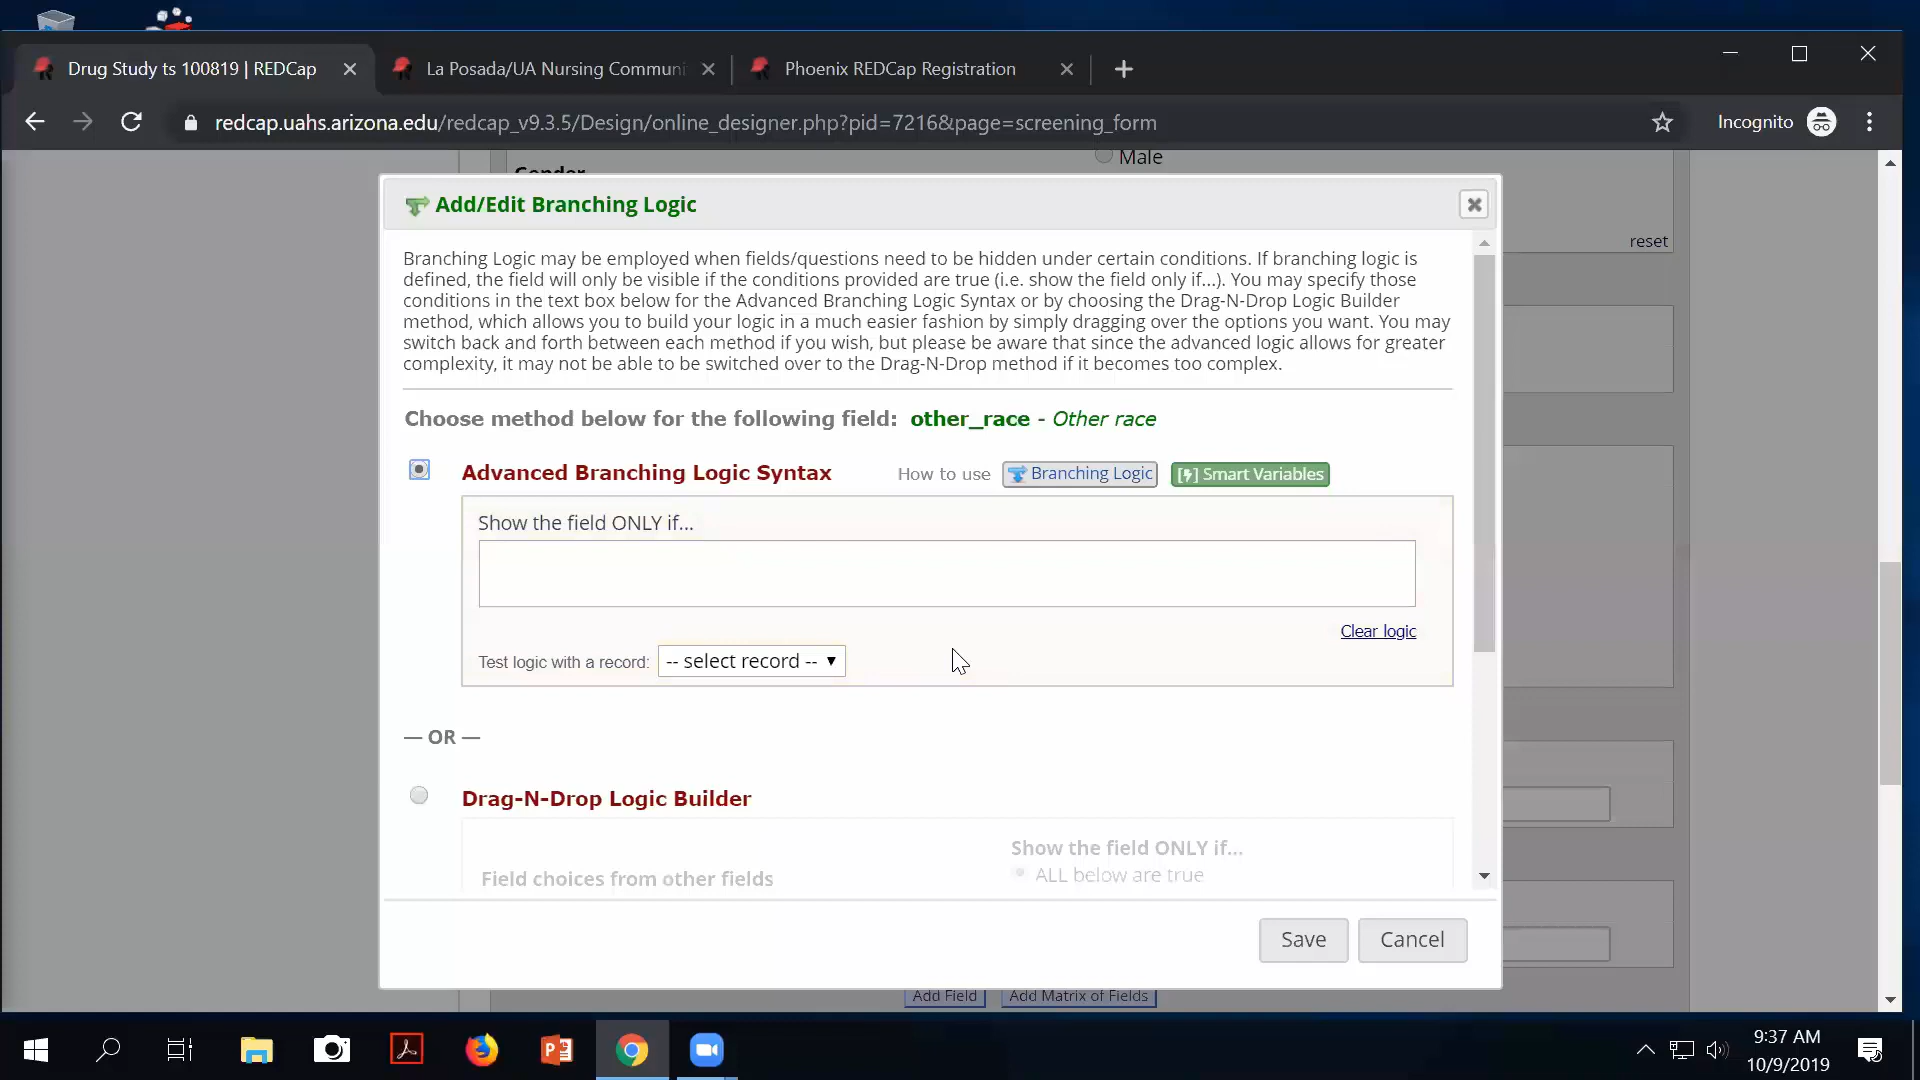 Drug Study ts 100819 | REDCap
La Posada/UA Nursing Communi
Phoenix REDCap Registration
redcap.uahs.arizona.edu/redcap_v9.3.5/Design/online_designer.php?pid=7216&page=screening_form
Incognito
Male
Gender
reset
Add/Edit Branching Logic
Branching Logic may be employed when fields/questions need to be hidden under certain conditions. If branching logic is
defined, the field will only be visible if the conditions provided are true (i.e. show the field only if...). You may specify those
conditions in the text box below for the Advanced Branching Logic Syntax or by choosing the Drag-N-Drop Logic Builder
method, which allows you to build your logic in a much easier fashion by simply dragging over the options you want. You may
switch back and forth between each method if you wish, but please be aware that since the advanced logic allows for greater
complexity, it may not be able to be switched over to the Drag-N-Drop method if it becomes too complex.
Choose method below for the following field: other_race - Other race
Advanced Branching Logic Syntax
How to use
Branching Logic
[ ] Smart Variables
Show the field ONLY if...
Clear logic
Test logic with a record: -- select record --
— OR —
Drag-N-Drop Logic Builder
Show the field ONLY if...
Field choices from other fields
ALL below are true
Save
Cancel
Add Field
Add Matrix of Fields
9:37 AM
10/9/2019